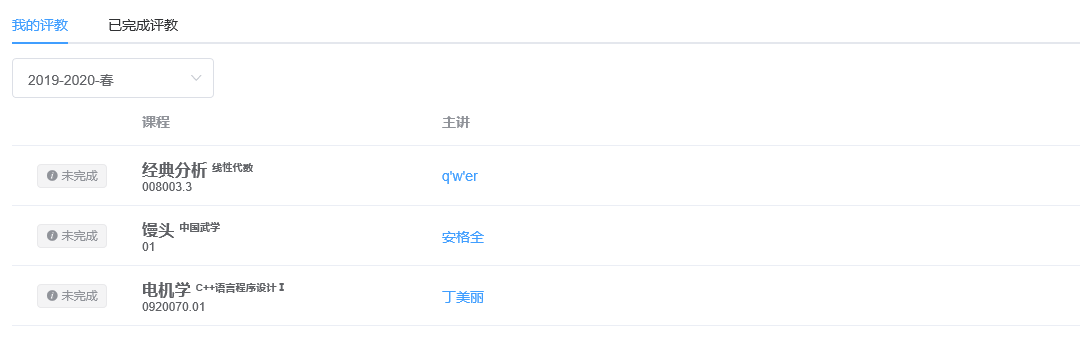 我的评教 已完成评教
2019-2020-春
课程 主讲
未完成 经典分析 线性代数 q'w'er
008003.3
未完成 馒头 中国武学 安格全
01
未完成 电机学 C++语言程序设计 I 丁美丽
0920070.01